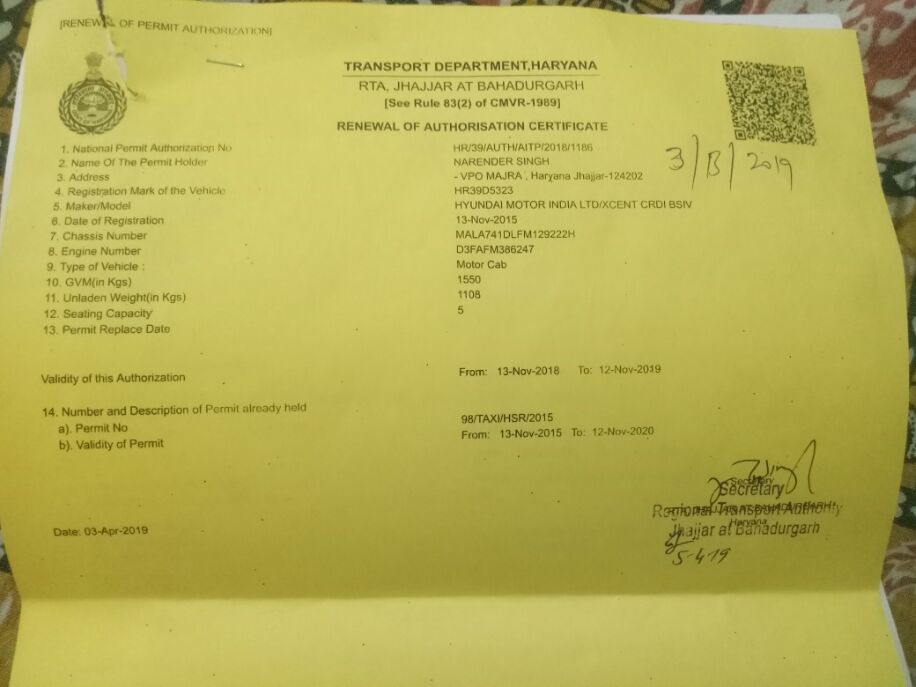 [RENEWAL OF PERMIT AUTHORIZATION]
TRANSPORT DEPARTMENT,HARYANA
RTA, JHAJJAR AT BAHADURGARH
[See Rule 83(2) of CMVR-1989]
RENEWAL OF AUTHORISATION CERTIFICATE
3/B/2019
1. National Permit Authorization No HR/39/AUTH/AITP/2018/1186
2. Name Of The Permit Holder NARENDER SINGH
3. Address - VPO MAJRA , Haryana Jhajjar-124202
4. Registration Mark of the Vehicle HR39D5323
5. Maker/Model HYUNDAI MOTOR INDIA LTD/XCENT CRDI BSIV
6. Date of Registration 13-Nov-2015
7. Chassis Number MALA741DLFM129222H
8. Engine Number D3FAFM386247
9. Type of Vehicle : Motor Cab
10. GVM(in Kgs) 1550
11. Unladen Weight(in Kgs) 1108
12. Seating Capacity 5
13. Permit Replace Date
Validity of this Authorization From: 13-Nov-2018 To: 12-Nov-2019
14. Number and Description of Permit already held
a). Permit No 98/TAXI/HSR/2015
b). Validity of Permit From: 13-Nov-2015 To: 12-Nov-2020
Secretary
Secretary
Regional Transport Authority
Haryana
Jhajjar at Bahadurgarh
Date: 03-Apr-2019
5-4-19